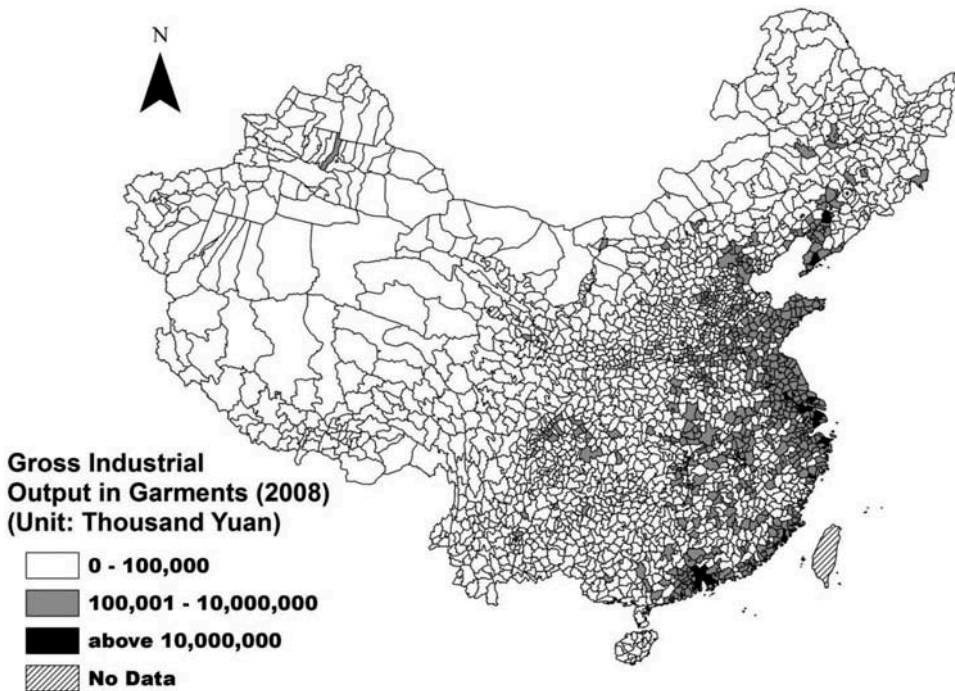 N
Gross Industrial
Output in Garments (2008)
(Unit: Thousand Yuan)
0 - 100,000
100,001 - 10,000,000
above 10,000,000
No Data